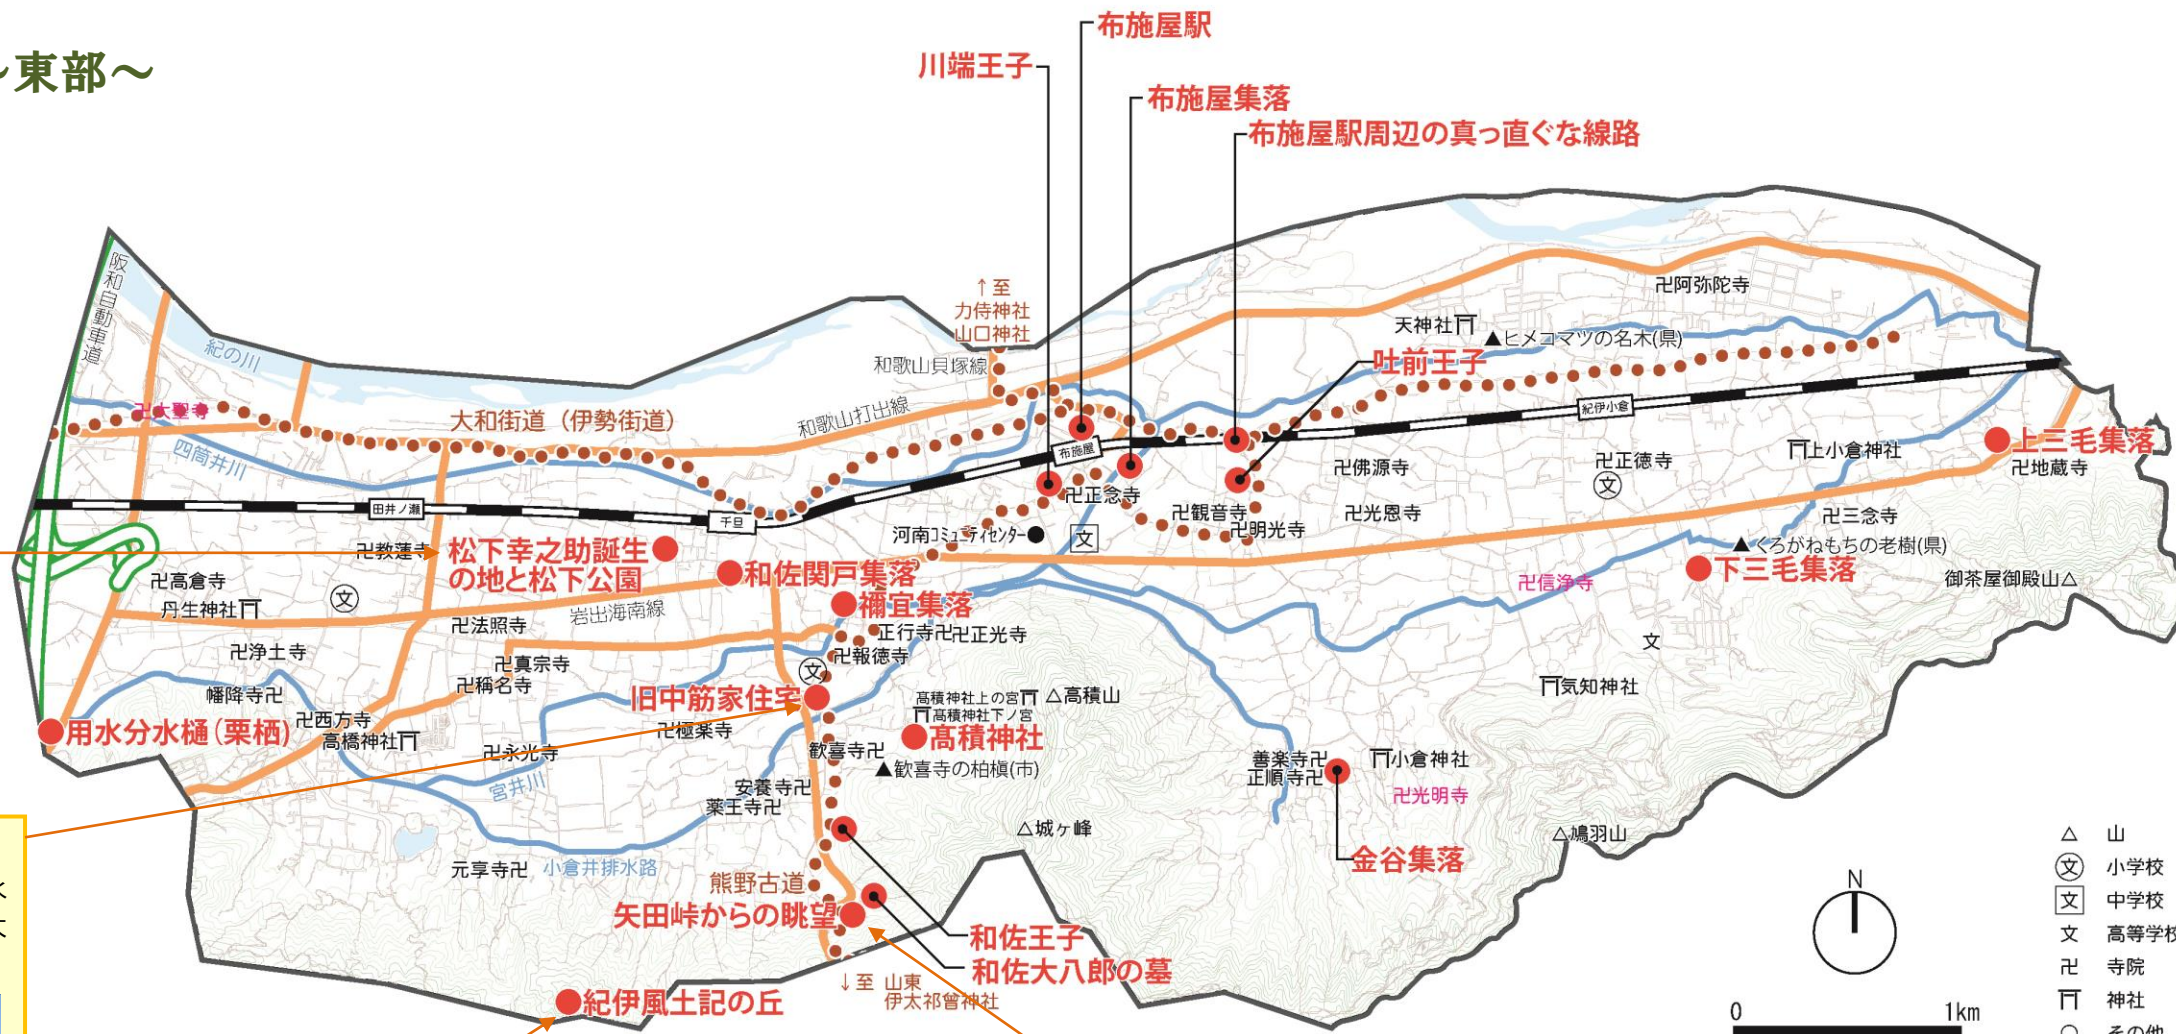 ～東部～
布施屋駅
川端王子
布施屋集落
布施屋駅周辺の真っ直ぐな線路
阪和自動車道
紀の川
↑至
力侍神社
山口神社
和歌山貝塚線
和歌山打出線
卍大聖寺
大和街道（伊勢街道）
四箇井川
卍阿弥陀寺
天神社
▲ヒメコマツの名木(県)
吐前王子
紀伊小倉
布施屋
田井ノ瀬
千旦
上三毛集落
上小倉神社
卍地蔵寺
卍正徳寺
文
卍佛源寺
卍正念寺
卍観音寺
卍明光寺
卍光恩寺
卍三念寺
河南コミュニティセンター
文
▲くろがねもちの老樹(県)
下三毛集落
御茶屋御殿山△
卍信浄寺
文
卍教蓮寺
松下幸之助誕生
の地と松下公園
和佐関戸集落
禰宜集落
卍高倉寺
丹生神社
文
岩出海南線
卍法照寺
正行寺卍
卍正光寺
卍報徳寺
文
卍浄土寺
卍真宗寺
卍稱名寺
幡降寺卍
旧中筋家住宅
髙積神社上の宮
△高積山
髙積神社下ノ宮
髙積神社
気知神社
用水分水樋(栗栖)
卍西方寺
高橋神社
卍極楽寺
卍永光寺
歓喜寺卍
▲歓喜寺の柏槇(市)
宮井川
安養寺卍
薬王寺卍
善楽寺卍
正順寺卍
小倉神社
卍光明寺
金谷集落
△城ヶ峰
△鳩羽山
元享寺卍
小倉井排水路
熊野古道
矢田峠からの眺望
和佐王子
和佐大八郎の墓
↓至 山東
伊太祁曾神社
紀伊風土記の丘
N
0 1km
△ 山
文 小学校
文 中学校
文 高等学校
卍 寺院
神社
○ その他